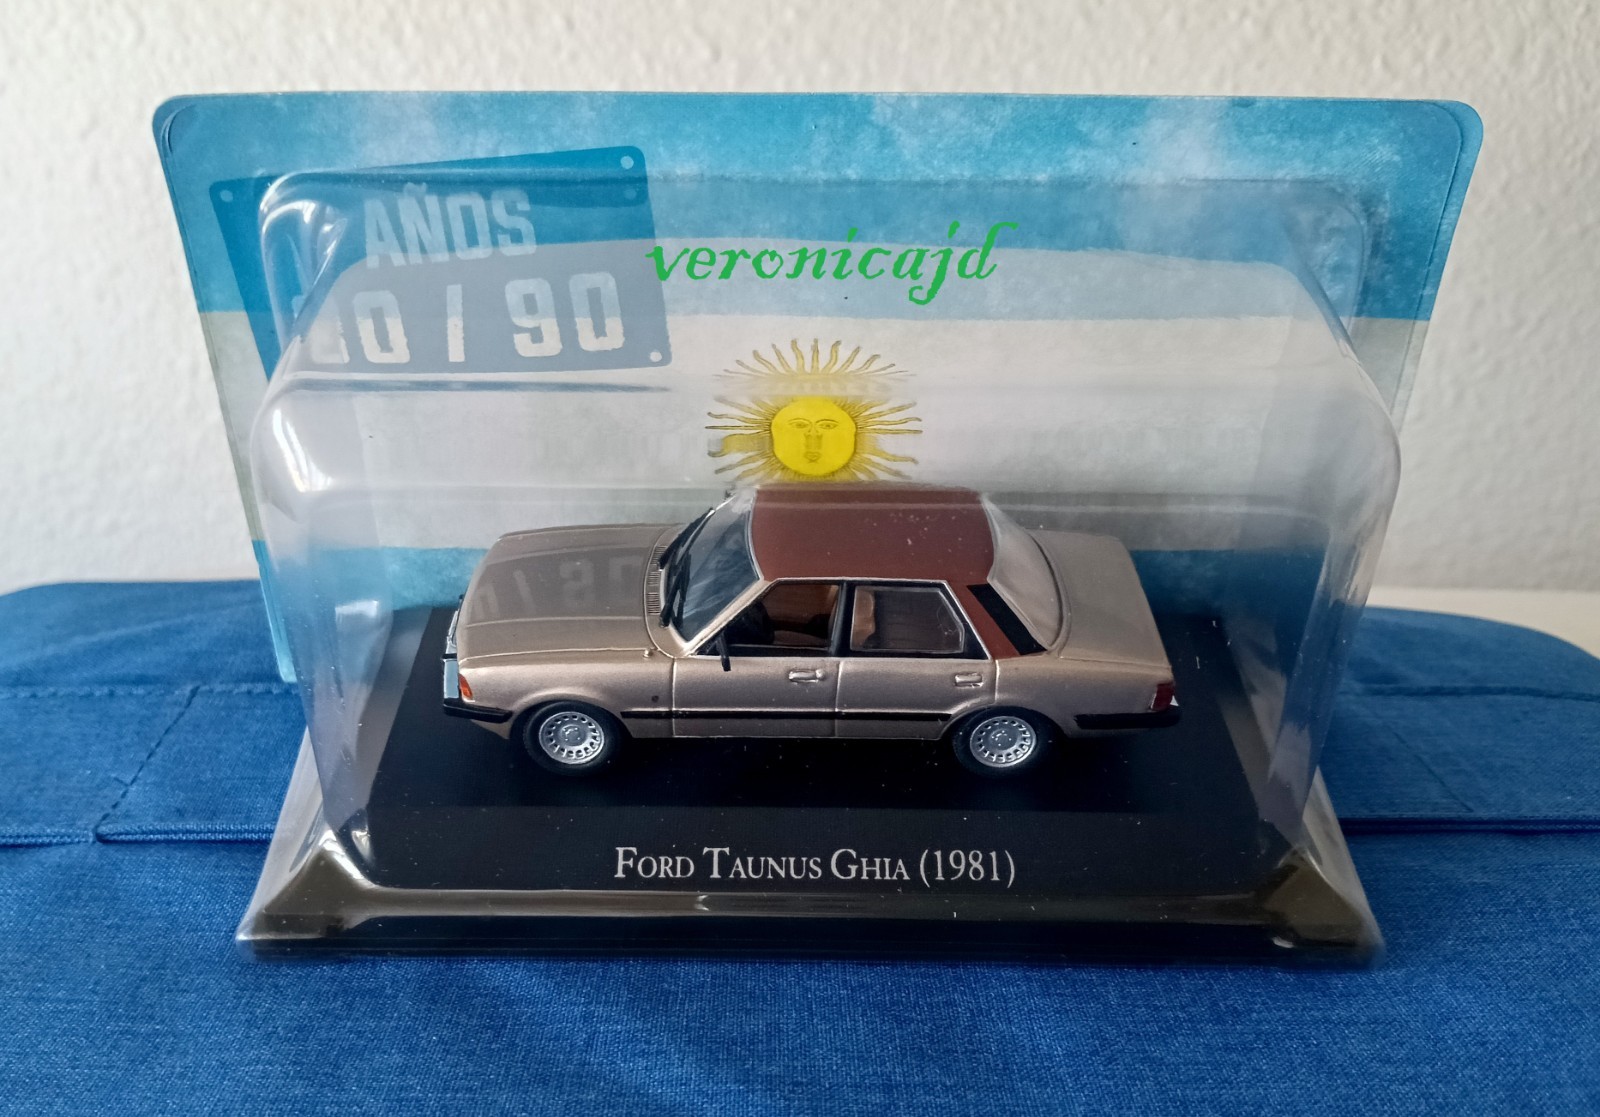 AÑOS
/ 90
veronicajd
FORD TAUNUS GHIA (1981)